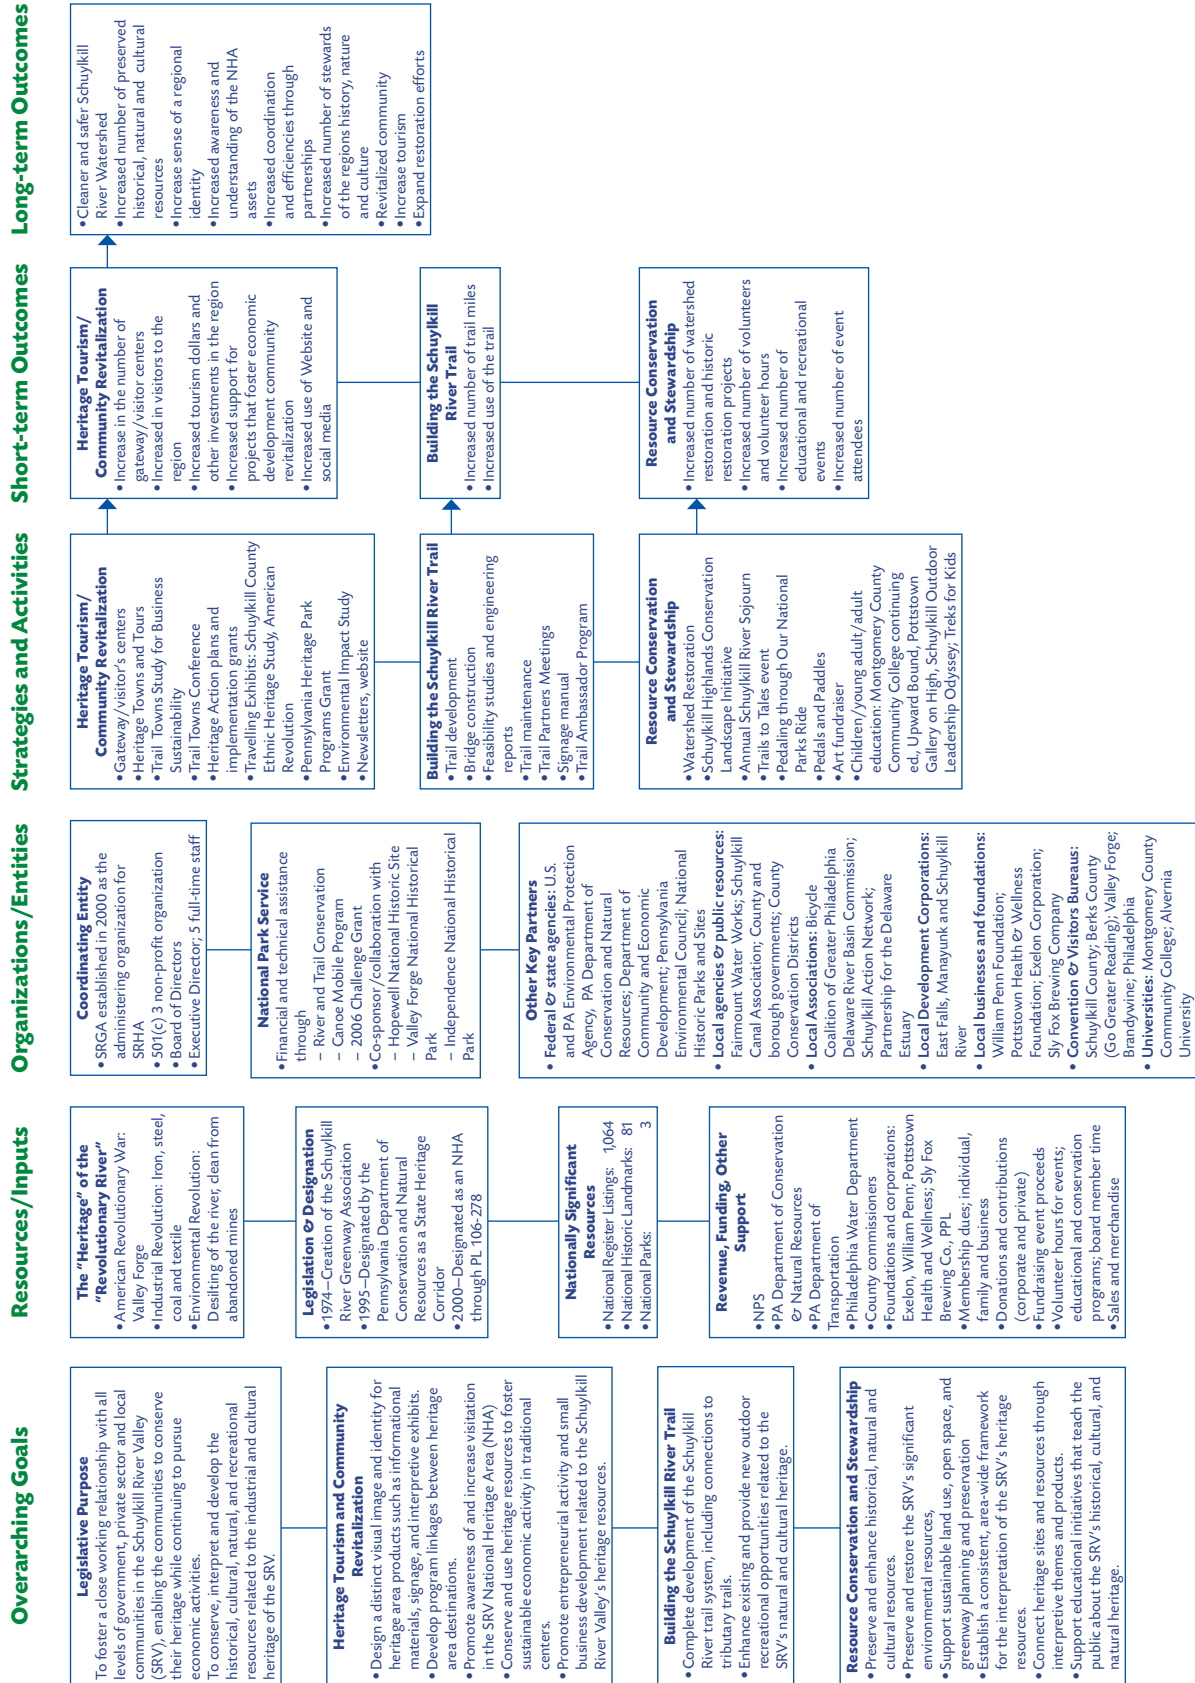 Overarching Goals
Legislative Purpose
To foster a close working relationship with all
levels of government, private sector and local
communities in the Schuylkill River Valley
(SRV), enabling the communities to conserve
their heritage while continuing to pursue
economic activities.
To conserve, interpret and develop the
historical, cultural, natural, and recreational
resources related to the industrial and cultural
heritage of the SRV.
Heritage Tourism and Community
Revitalization
• Design a distinct visual image and identity for
heritage area products such as informational
materials, signage, and interpretive exhibits.
• Develop program linkages between heritage
area destinations.
• Promote awareness of and increase visitation
in the SRV National Heritage Area (NHA)
• Conserve and use heritage resources to foster
sustainable economic activity in traditional
centers.
• Promote entrepreneurial activity and small
business development related to the Schuylkill
River Valley's heritage resources.
Building the Schuylkill River Trail
• Complete development of the Schuylkill
River trail system, including connections to
tributary trails.
• Enhance existing and provide new outdoor
recreational opportunities related to the
SRV's natural and cultural heritage.
Resource Conservation and Stewardship
• Preserve and enhance historical, natural and
cultural resources.
• Preserve and restore the SRV's significant
environmental resources,
• Support sustainable land use, open space, and
greenway planning and preservation
• Establish a consistent, area-wide framework
for the interpretation of the SRV's heritage
resources.
• Connect heritage sites and resources through
interpretive themes and products.
• Support educational initiatives that teach the
public about the SRV's historical, cultural, and
natural heritage.
Resources/Inputs
The "Heritage" of the
"Revolutionary River"
• American Revolutionary War:
Valley Forge
• Industrial Revolution: Iron, steel,
coal and textile
• Environmental Revolution:
Desilting of the river, clean from
abandoned mines
Legislation & Designation
• 1974—Creation of the Schuylkill
River Greenway Association
• 1995—Designated by the
Pennsylvania Department of
Conservation and Natural
Resources as a State Heritage
Corridor
• 2000—Designated as an NHA
through PL 106-278
Nationally Significant
Resources
• National Register Listings: 1,064
• National Historic Landmarks: 81
• National Parks: 3
Revenue, Funding, Other
Support
• NPS
• PA Department of Conservation
& Natural Resources
• PA Department of
Transportation
• Philadelphia Water Department
• County commissioners
• Foundations and corporations:
Exelon, William Penn; Pottstown
Health and Wellness; Sly Fox
Brewing Co., PPL
• Membership dues; individual,
family and business
• Donations and contributions
(corporate and private)
• Fundraising event proceeds
• Volunteer hours for events;
educational and conservation
programs; board member time
• Sales and merchandise
Organizations/Entities
Coordinating Entity
• SRGA established in 2000 as the
administering organization for
SRHA
• 501(c) 3 non-profit organization
• Board of Directors
• Executive Director; 5 full-time staff
National Park Service
• Financial and technical assistance
through
– River and Trail Conservation
– Canoe Mobile Program
– 2006 Challenge Grant
• Co-sponsor/collaboration with
– Hopewell National Historic Site
– Valley Forge National Historical
Park
– Independence National Historical
Park
Other Key Partners
• Federal & state agencies: U.S.
and PA Environmental Protection
Agency, PA Department of
Conservation and Natural
Resources; Department of
Community and Economic
Development; Pennsylvania
Environmental Council; National
Historic Parks and Sites
• Local agencies & public resources:
Fairmount Water Works; Schuylkill
Canal Association; County and
borough governments; County
Conservation Districts
• Local Associations: Bicycle
Coalition of Greater Philadelphia
Delaware River Basin Commission;
Schuylkill Action Network;
Partnership for the Delaware
Estuary
• Local Development Corporations:
East Falls, Manayunk and Schuylkill
River
• Local businesses and foundations:
William Penn Foundation;
Pottstown Health & Wellness
Foundation; Exelon Corporation;
Sly Fox Brewing Company
• Convention & Visitors Bureaus:
Schuylkill County; Berks County
(Go Greater Reading); Valley Forge;
Brandywine; Philadelphia
• Universities: Montgomery County
Community College; Alvernia
University
Strategies and Activities
Heritage Tourism/
Community Revitalization
• Gateway/visitor's centers
• Heritage Towns and Tours
• Trail Towns Study for Business
Sustainability
• Trail Towns Conference
• Heritage Action plans and
implementation grants
• Travelling Exhibits: Schuylkill County
Ethnic Heritage Study, American
Revolution
• Pennsylvania Heritage Park
Programs Grant
• Environmental Impact Study
• Newsletters, website
Building the Schuylkill River Trail
• Trail development
• Bridge construction
• Feasibility studies and engineering
reports
• Trail maintenance
• Trail Partners Meetings
• Signage manual
• Trail Ambassador Program
Resource Conservation
and Stewardship
• Watershed Restoration
• Schuylkill Highlands Conservation
Landscape Initiative
• Annual Schuylkill River Sojourn
• Trails to Tales event
• Pedaling through Our National
Parks Ride
• Pedals and Paddles
• Art fundraiser
• Children/young adult/adult
education: Montgomery County
Community College continuing
ed, Upward Bound, Pottstown
Gallery on High, Schuylkill Outdoor
Leadership Odyssey; Treks for Kids
Short-term Outcomes
Heritage Tourism/
Community Revitalization
• Increase in the number of
gateway/visitor centers
• Increased in visitors to the
region
• Increased tourism dollars and
other investments in the region
• Increased support for
projects that foster economic
development community
revitalization
• Increased use of Website and
social media
Building the Schuylkill
River Trail
• Increased number of trail miles
• Increased use of the trail
Resource Conservation
and Stewardship
• Increased number of watershed
restoration and historic
restoration projects
• Increased number of volunteers
and volunteer hours
• Increased number of
educational and recreational
events
• Increased number of event
attendees
Long-term Outcomes
• Cleaner and safer Schuylkill
River Watershed
• Increased number of preserved
historical, natural and cultural
resources
• Increase sense of a regional
identity
• Increased awareness and
understanding of the NHA
assets
• Increased coordination
and efficiencies through
partnerships
• Increased number of stewards
of the regions history, nature
and culture
• Revitalized community
• Increase tourism
• Expand restoration efforts